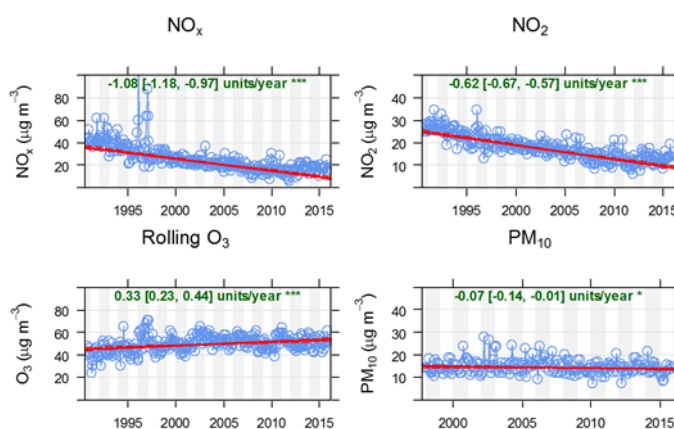 NOₓ
-1.08 [-1.18, -0.97] units/year ***
NOₓ (µg m⁻³)
80
60
40
20
1995 2000 2005 2010 2015
NO₂
-0.62 [-0.67, -0.57] units/year ***
NO₂ (µg m⁻³)
40
30
20
10
1995 2000 2005 2010 2015
Rolling O₃
0.33 [0.23, 0.44] units/year ***
O₃ (µg m⁻³)
80
60
40
20
1995 2000 2005 2010 2015
PM₁₀
-0.07 [-0.14, -0.01] units/year *
PM₁₀ (µg m⁻³)
40
30
20
10
2000 2005 2010 2015